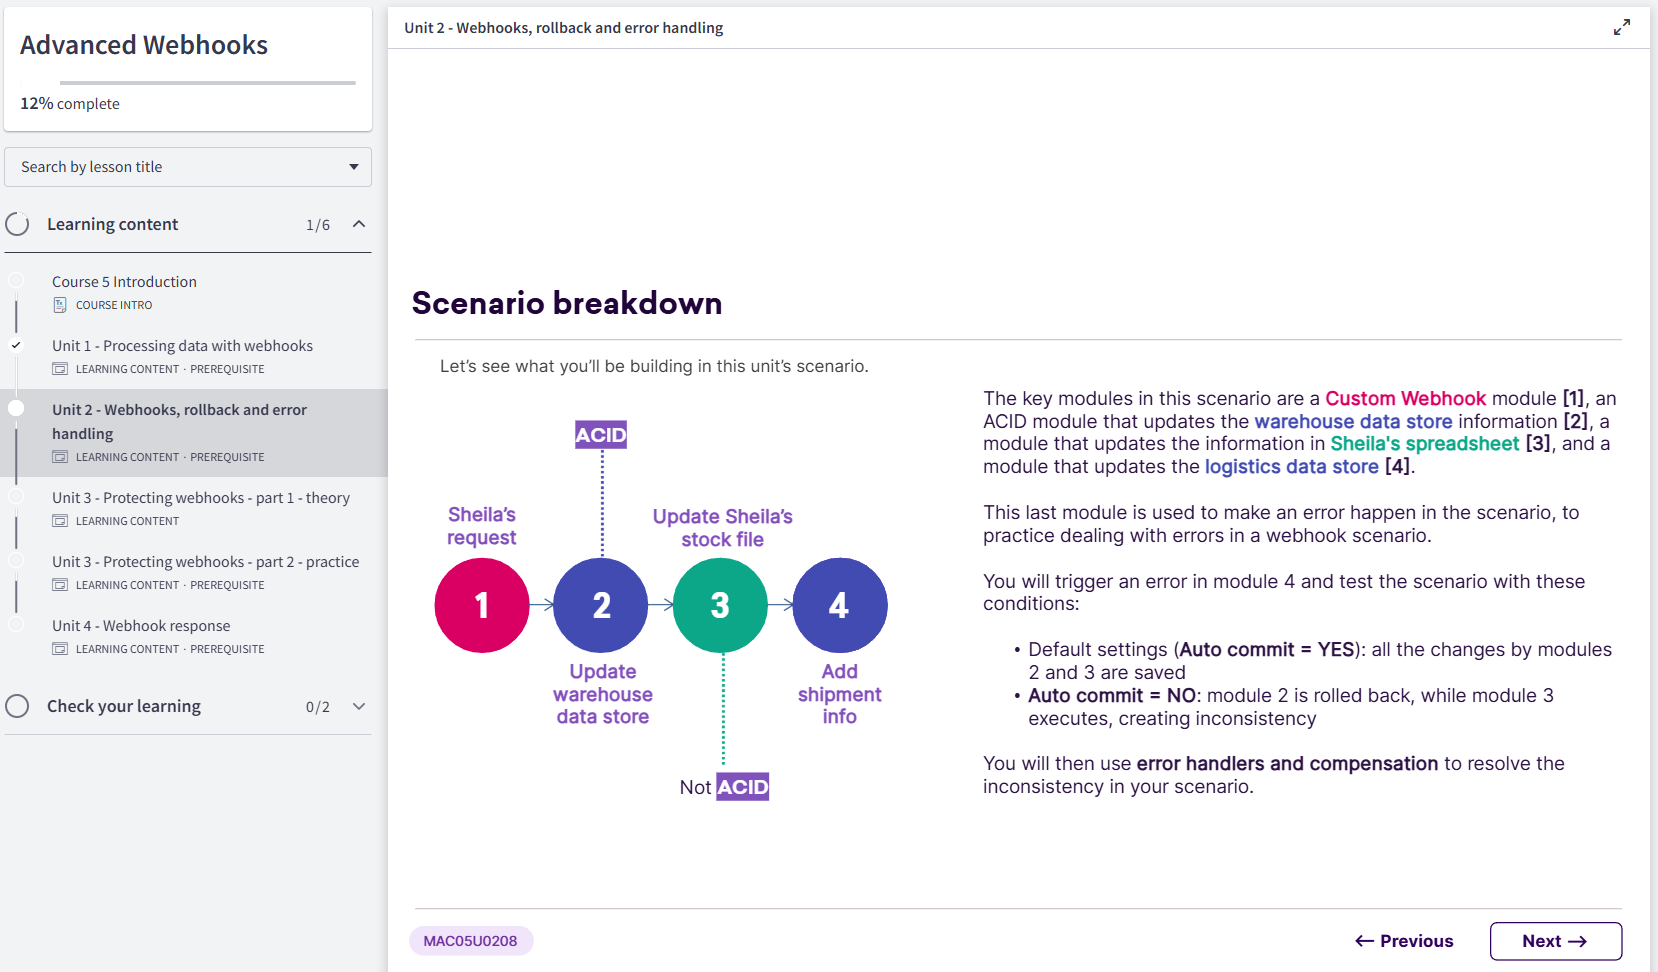 Advanced Webhooks
12% complete
Search by lesson title
Learning content 1/6
Course 5 Introduction
COURSE INTRO
Unit 1 - Processing data with webhooks
LEARNING CONTENT · PREREQUISITE
Unit 2 - Webhooks, rollback and error
handling
LEARNING CONTENT · PREREQUISITE
Unit 3 - Protecting webhooks - part 1 - theory
LEARNING CONTENT
Unit 3 - Protecting webhooks - part 2 - practice
LEARNING CONTENT · PREREQUISITE
Unit 4 - Webhook response
LEARNING CONTENT · PREREQUISITE
Check your learning 0/2
Unit 2 - Webhooks, rollback and error handling
Scenario breakdown
Let's see what you'll be building in this unit's scenario.
ACID
Sheila's
request
Update Sheila's
stock file
1
2
3
4
Update
warehouse
data store
Add
shipment
info
Not ACID
The key modules in this scenario are a Custom Webhook module [1], an
ACID module that updates the warehouse data store information [2], a
module that updates the information in Sheila's spreadsheet [3], and a
module that updates the logistics data store [4].
This last module is used to make an error happen in the scenario, to
practice dealing with errors in a webhook scenario.
You will trigger an error in module 4 and test the scenario with these
conditions:
• Default settings (Auto commit = YES): all the changes by modules
2 and 3 are saved
• Auto commit = NO: module 2 is rolled back, while module 3
executes, creating inconsistency
You will then use error handlers and compensation to resolve the
inconsistency in your scenario.
MAC05U0208
← Previous
Next →